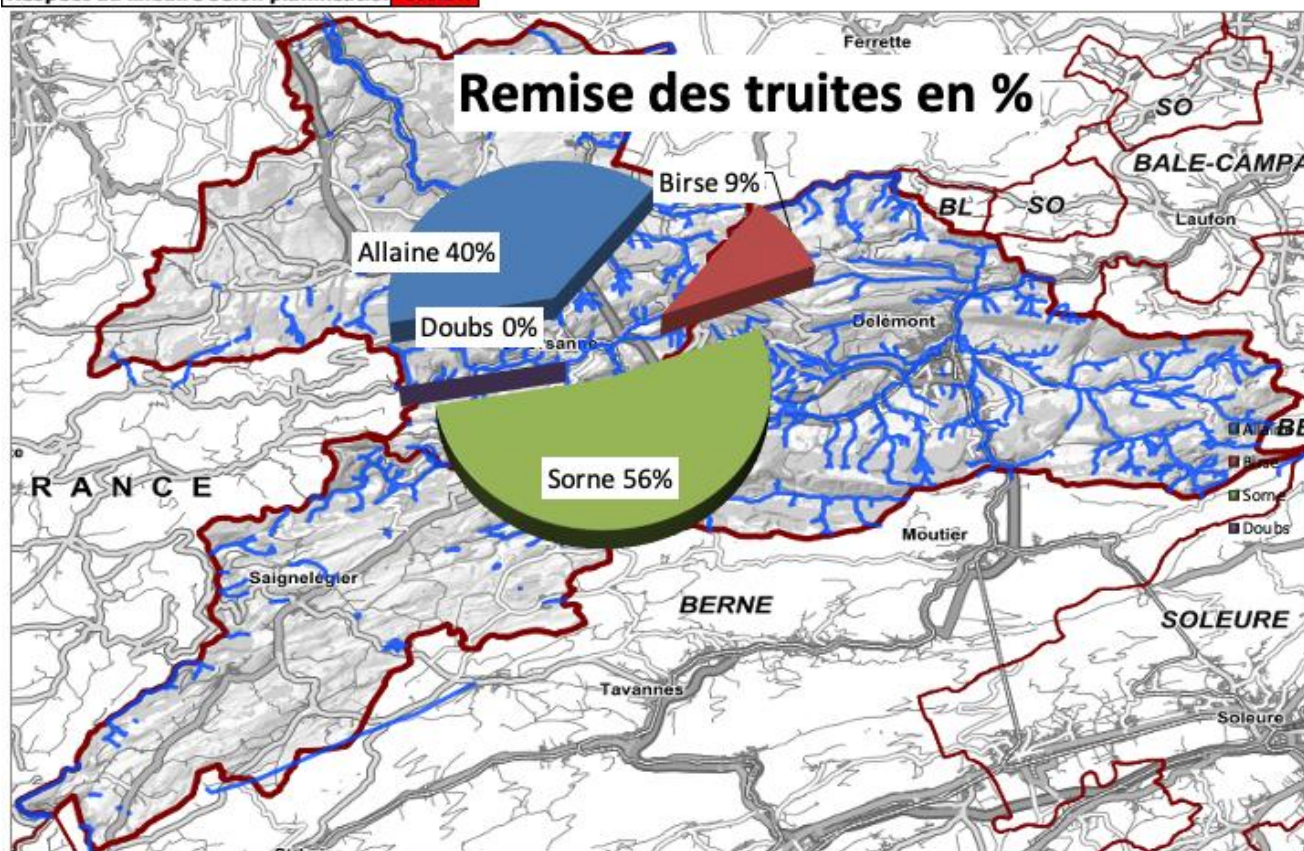 Remise des truites en %
Ferrette
SO
BALE-CAMPA
Birse 9%
BL
SO
Laufon
Allaine 40%
Doubs 0%
Delémont
Sorne 56%
RANCE
Sorne
Doubs
Moutier
Saignelégier
BERNE
SOLEURE
Tavannes
Soleure